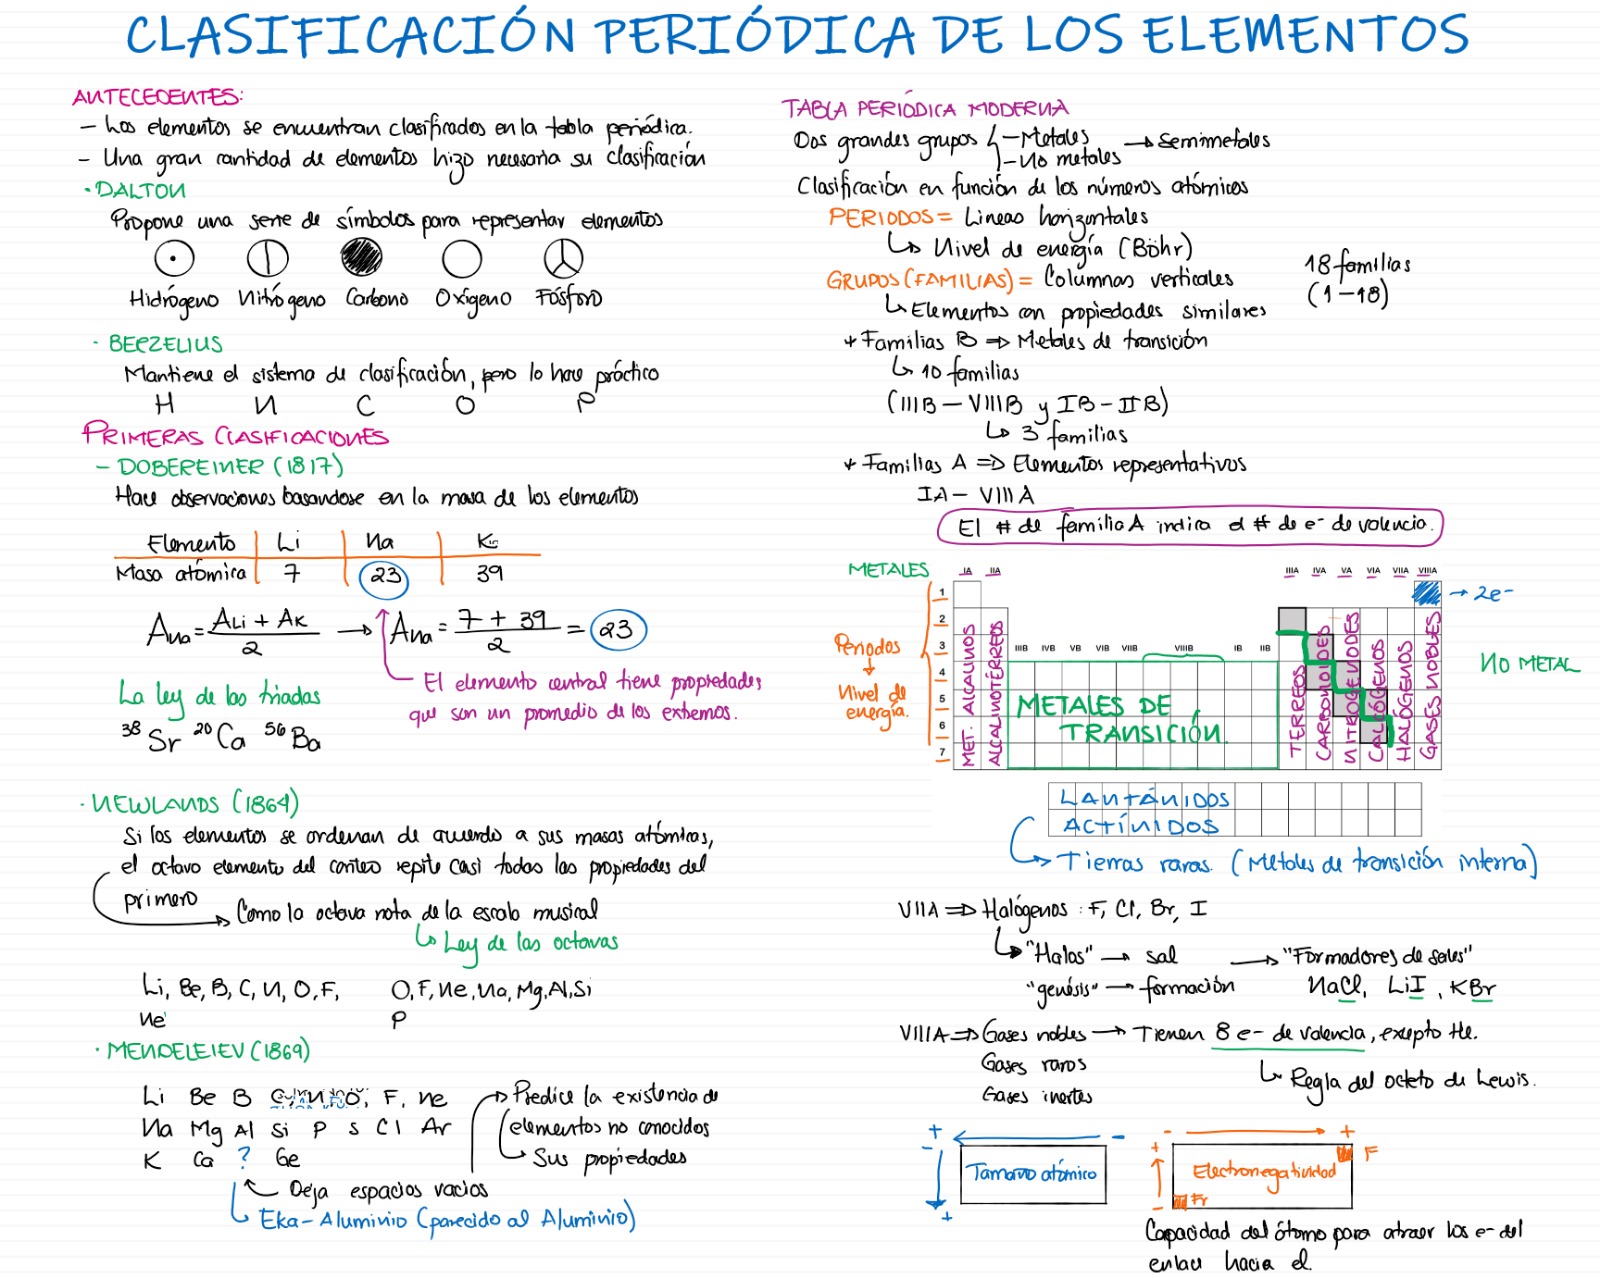 CLASIFICACIÓN PERIÓDICA DE LOS ELEMENTOS
ANTECEDENTES:
- Los elementos se encuentran clasificados en la tabla periódica.
- Una gran cantidad de elementos hizo necesaria su clasificación
· DALTON
Propone una serie de símbolos para representar elementos
Hidrógeno Nitrógeno Carbono Oxígeno Fósforo
· BERZELIUS
Mantiene el sistema de clasificación, pero lo hace práctico
H N C O P
PRIMERAS CLASIFICACIONES
- DOBEREINER (1817)
Hace observaciones basandose en la masa de los elementos
Elemento Li Na K
Masa atómica 7 23 39
ANa = ALi + AK / 2 → ANa = 7 + 39 / 2 = 23
El elemento central tiene propiedades
que son un promedio de los extremos.
La ley de las triadas
38 Sr 20 Ca 56 Ba
· NEWLANDS (1864)
Si los elementos se ordenan de acuerdo a sus masas atómicas,
el octavo elemento del conteo repite casi todas las propiedades del
primero → Como la octava nota de la escala musical
↳ Ley de las octavas
Li, Be, B, C, N, O, F, O, F, Ne, Na, Mg, Al, Si
Ne P
· MENDELEIEV (1869)
Li Be B C, N, O, F, Ne
Na Mg Al Si P S Cl Ar
K Ca ? Ge
→ Predice la existencia de
elementos no conocidos
↳ Sus propiedades
Deja espacios vacios
↳ Eka-Aluminio (parecido al Aluminio)
TABLA PERIÓDICA MODERNA
Dos grandes grupos - Metales → Semimetales
- No metales
Clasificación en función de los números atómicos
PERIODOS = Lineas horizontales
↳ Nivel de energía (Böhr)
GRUPOS (FAMILIAS) = Columnas verticales
18 familias
(1-18)
↳ Elementos con propiedades similares
+ Familias B ⇒ Metales de transición
↳ 10 familias
(IIIB - VIIIB y IB - IIB)
↳ 3 familias
+ Familias A ⇒ Elementos representativos
IA - VIIIA
El # de familia A indica el # de e- de valencia.
METALES
IA IIA IIIA IVA VA VIA VIIA VIIIA
→ 2e-
1
2
3
4
5
6
7
Periodos
↓
Nivel de
energía.
IIIB IVB VB VIB VIIB VIIIB IB IIB
MET. ALCALINOS
ALCALINOTÉRREOS
METALES DE
TRANSICIÓN
TERREOS
CARBONOIDES
NITROGENOIDES
CALCÓGENOS
HALÓGENOS
GASES NOBLES
NO METAL
LANTÁNIDOS
ACTÍNIDOS
→ Tierras raras. (Metales de transición interna)
VIIA ⇒ Halógenos : F, Cl, Br, I
↳ "Halos" → sal → "Formadores de sales"
"genésis" → formación NaCl, LiI, KBr
VIIIA ⇒ Gases nobles → Tienen 8 e- de valencia, excepto He.
Gases raros
↳ Regla del octeto de Lewis.
Gases inertes
+ -
-
Tamaño atómico
+
- +
+
Electronegatividad F
- Fr
Capacidad del átomo para atraer los e- del
enlace hacia el.